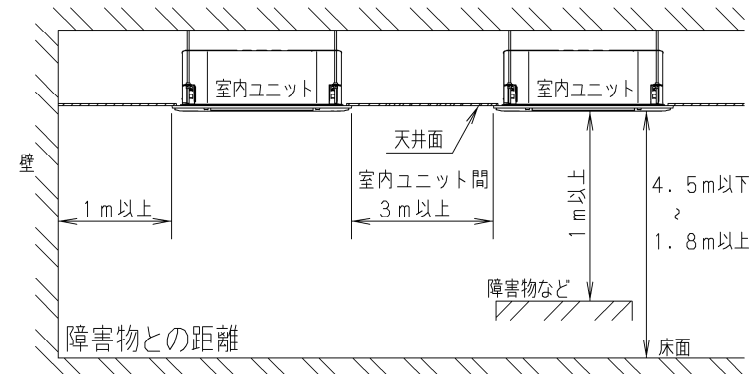 室内ユニット
室内ユニット
天井面
壁
室内ユニット間
1m以上
3m以上
1m以上
4.5m以下
~
1.8m以上
障害物など
障害物との距離
床面